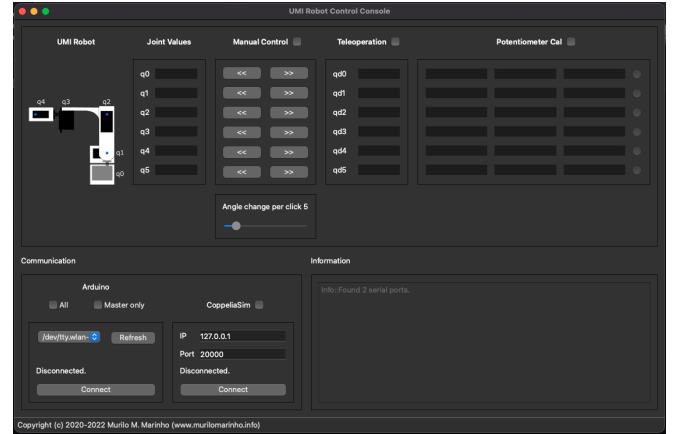 UMI Robot Control Console
UMI Robot Joint Values Manual Control Teleoperation Potentiometer Cal
q0 << >> qd0
q1 << >> qd1
q4 q3 q2 q2 << >> qd2
q3 << >> qd3
q1 q4 << >> qd4
q0 q5 << >> qd5
Angle change per click 5
Communication Information
Arduino Info::Found 2 serial ports.
All Master only CoppeliaSim
/dev/tty.wlan- Refresh IP 127.0.0.1
Port 20000
Disconnected. Disconnected.
Connect Connect
Copyright (c) 2020-2022 Murilo M. Marinho (www.murilomarinho.info)